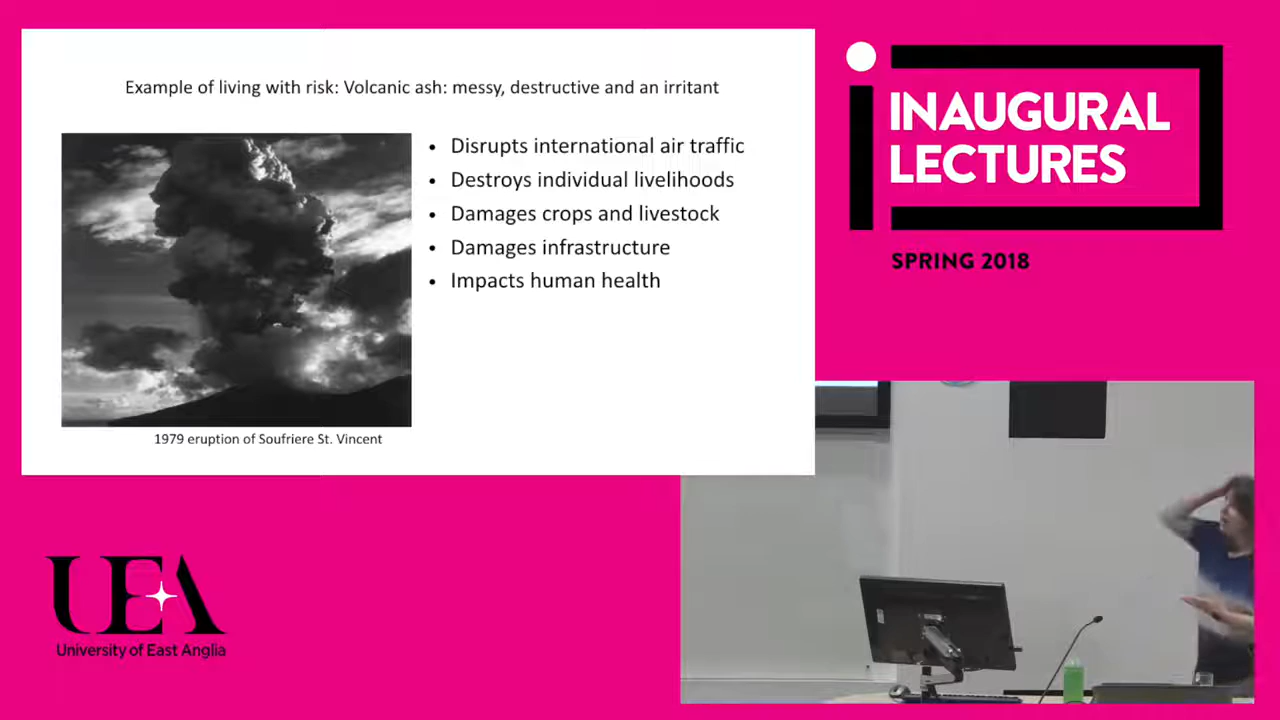 Example of living with risk: Volcanic ash: messy, destructive and an irritant
• Disrupts international air traffic
• Destroys individual livelihoods
• Damages crops and livestock
• Damages infrastructure
• Impacts human health
1979 eruption of Soufriere St. Vincent
INAUGURAL
LECTURES
SPRING 2018
UEA
University of East Anglia